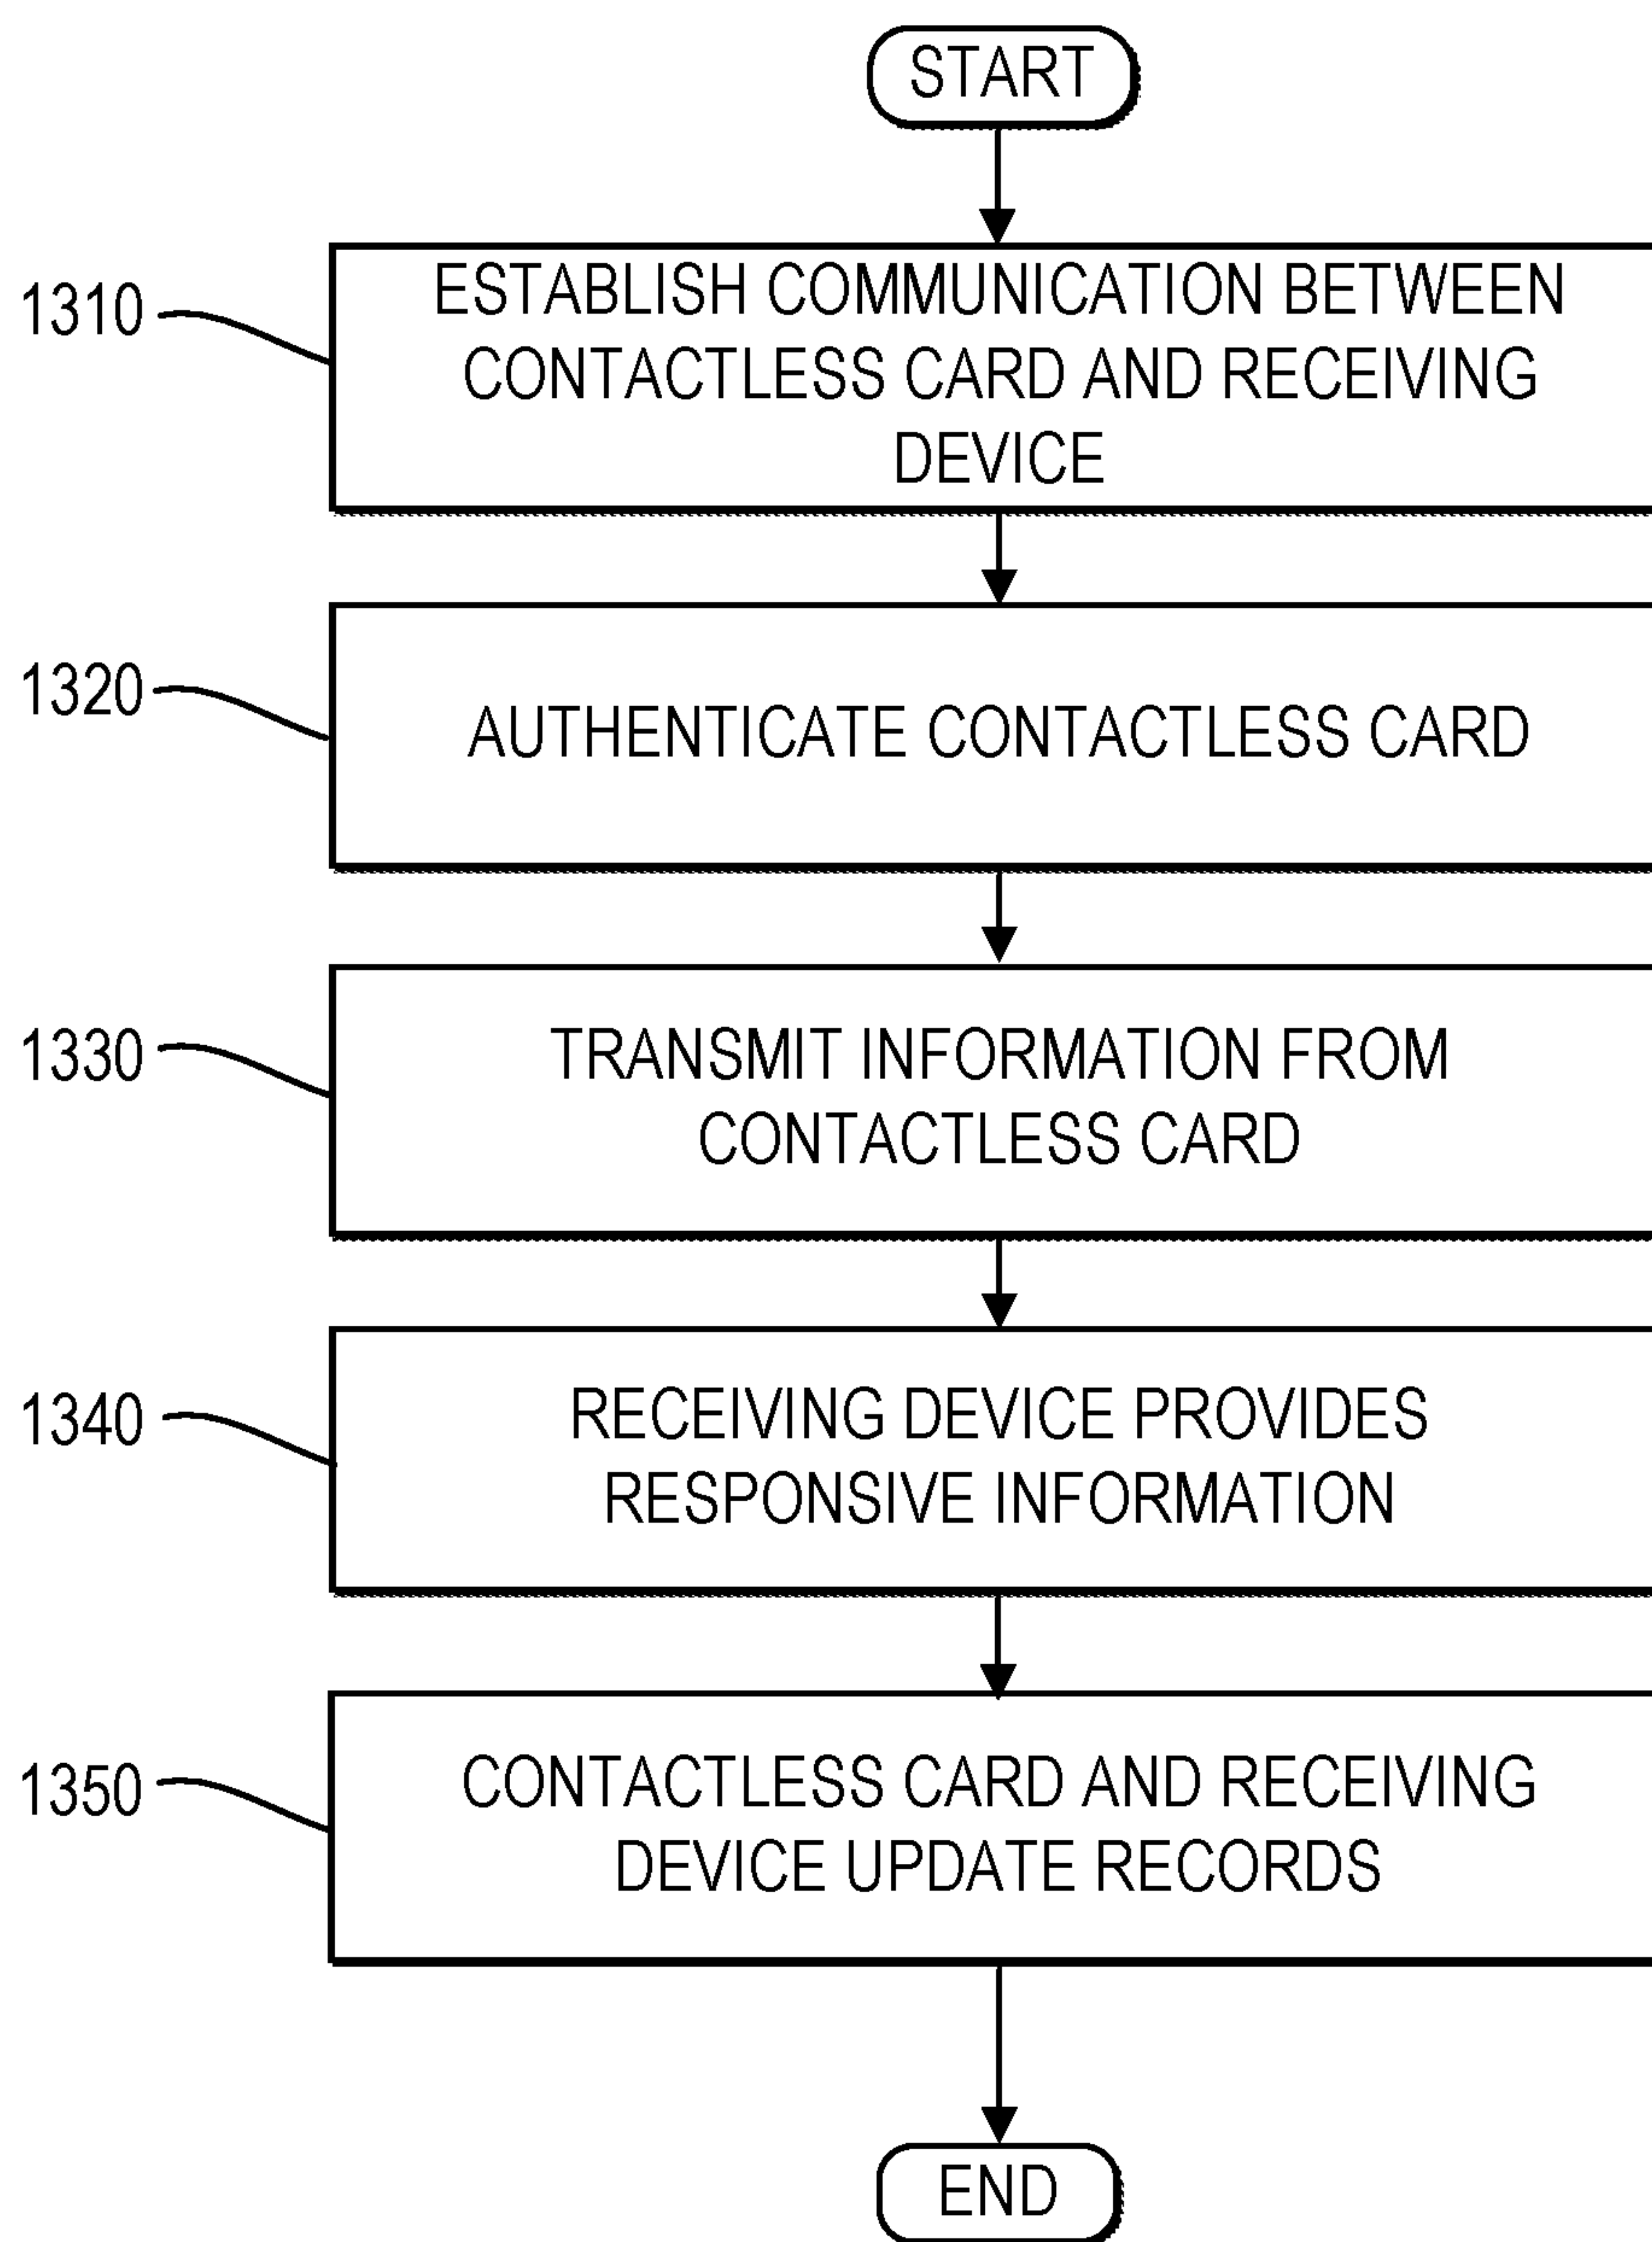 START
1310
ESTABLISH COMMUNICATION BETWEEN
CONTACTLESS CARD AND RECEIVING
DEVICE
1320
AUTHENTICATE CONTACTLESS CARD
1330
TRANSMIT INFORMATION FROM
CONTACTLESS CARD
1340
RECEIVING DEVICE PROVIDES
RESPONSIVE INFORMATION
1350
CONTACTLESS CARD AND RECEIVING
DEVICE UPDATE RECORDS
END